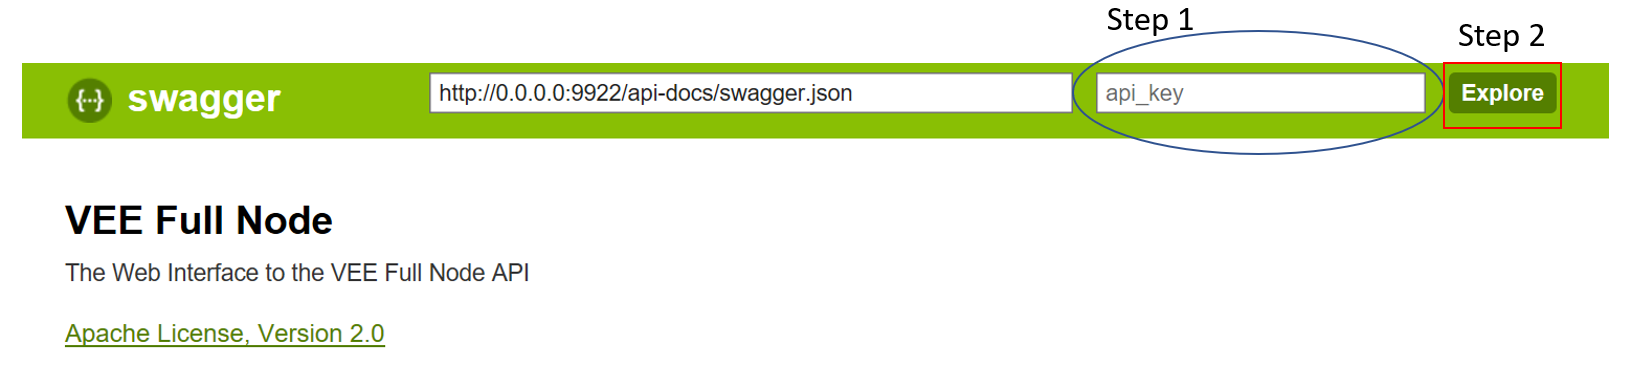 Step 1
Step 2
{···} swagger
http://0.0.0.0:9922/api-docs/swagger.json
api_key
Explore
VEE Full Node
The Web Interface to the VEE Full Node API
Apache License, Version 2.0